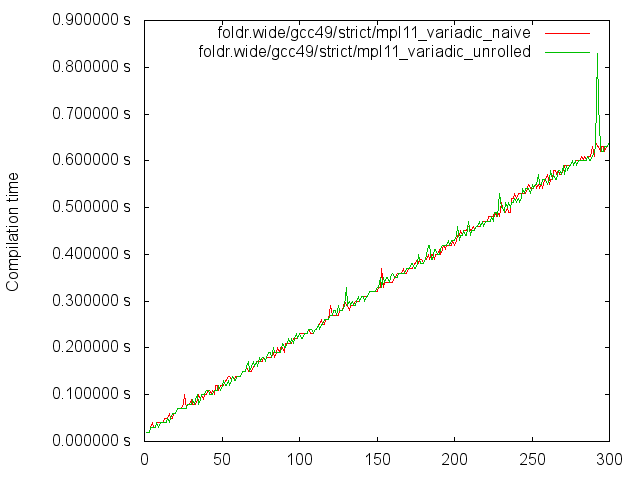 foldr.wide/gcc49/strict/mpl11_variadic_naive
foldr.wide/gcc49/strict/mpl11_variadic_unrolled
Compilation time
0.900000 s
0.800000 s
0.700000 s
0.600000 s
0.500000 s
0.400000 s
0.300000 s
0.200000 s
0.100000 s
0.000000 s
0 50 100 150 200 250 300